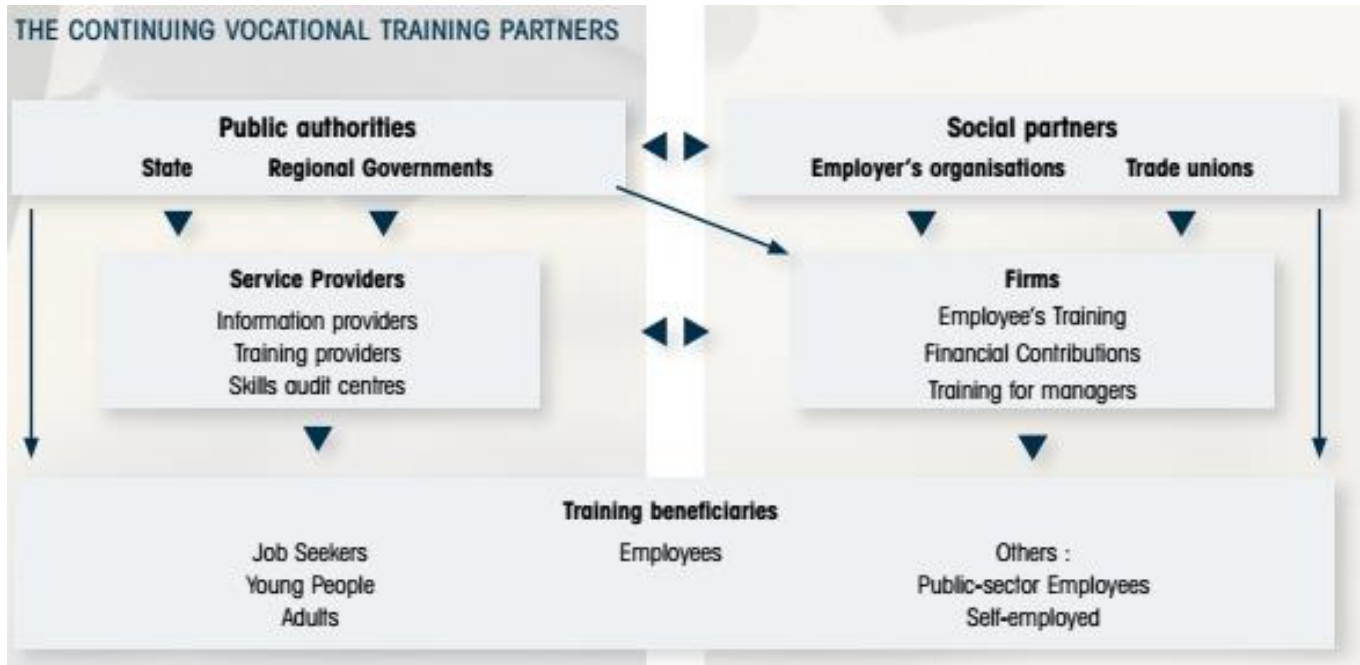 THE CONTINUING VOCATIONAL TRAINING PARTNERS
Public authorities
State Regional Governments
Social partners
Employer's organisations Trade unions
Service Providers
Information providers
Training providers
Skills audit centres
Firms
Employee's Training
Financial Contributions
Training for managers
Training beneficiaries
Job Seekers
Young People
Adults
Employees
Others :
Public-sector Employees
Self-employed